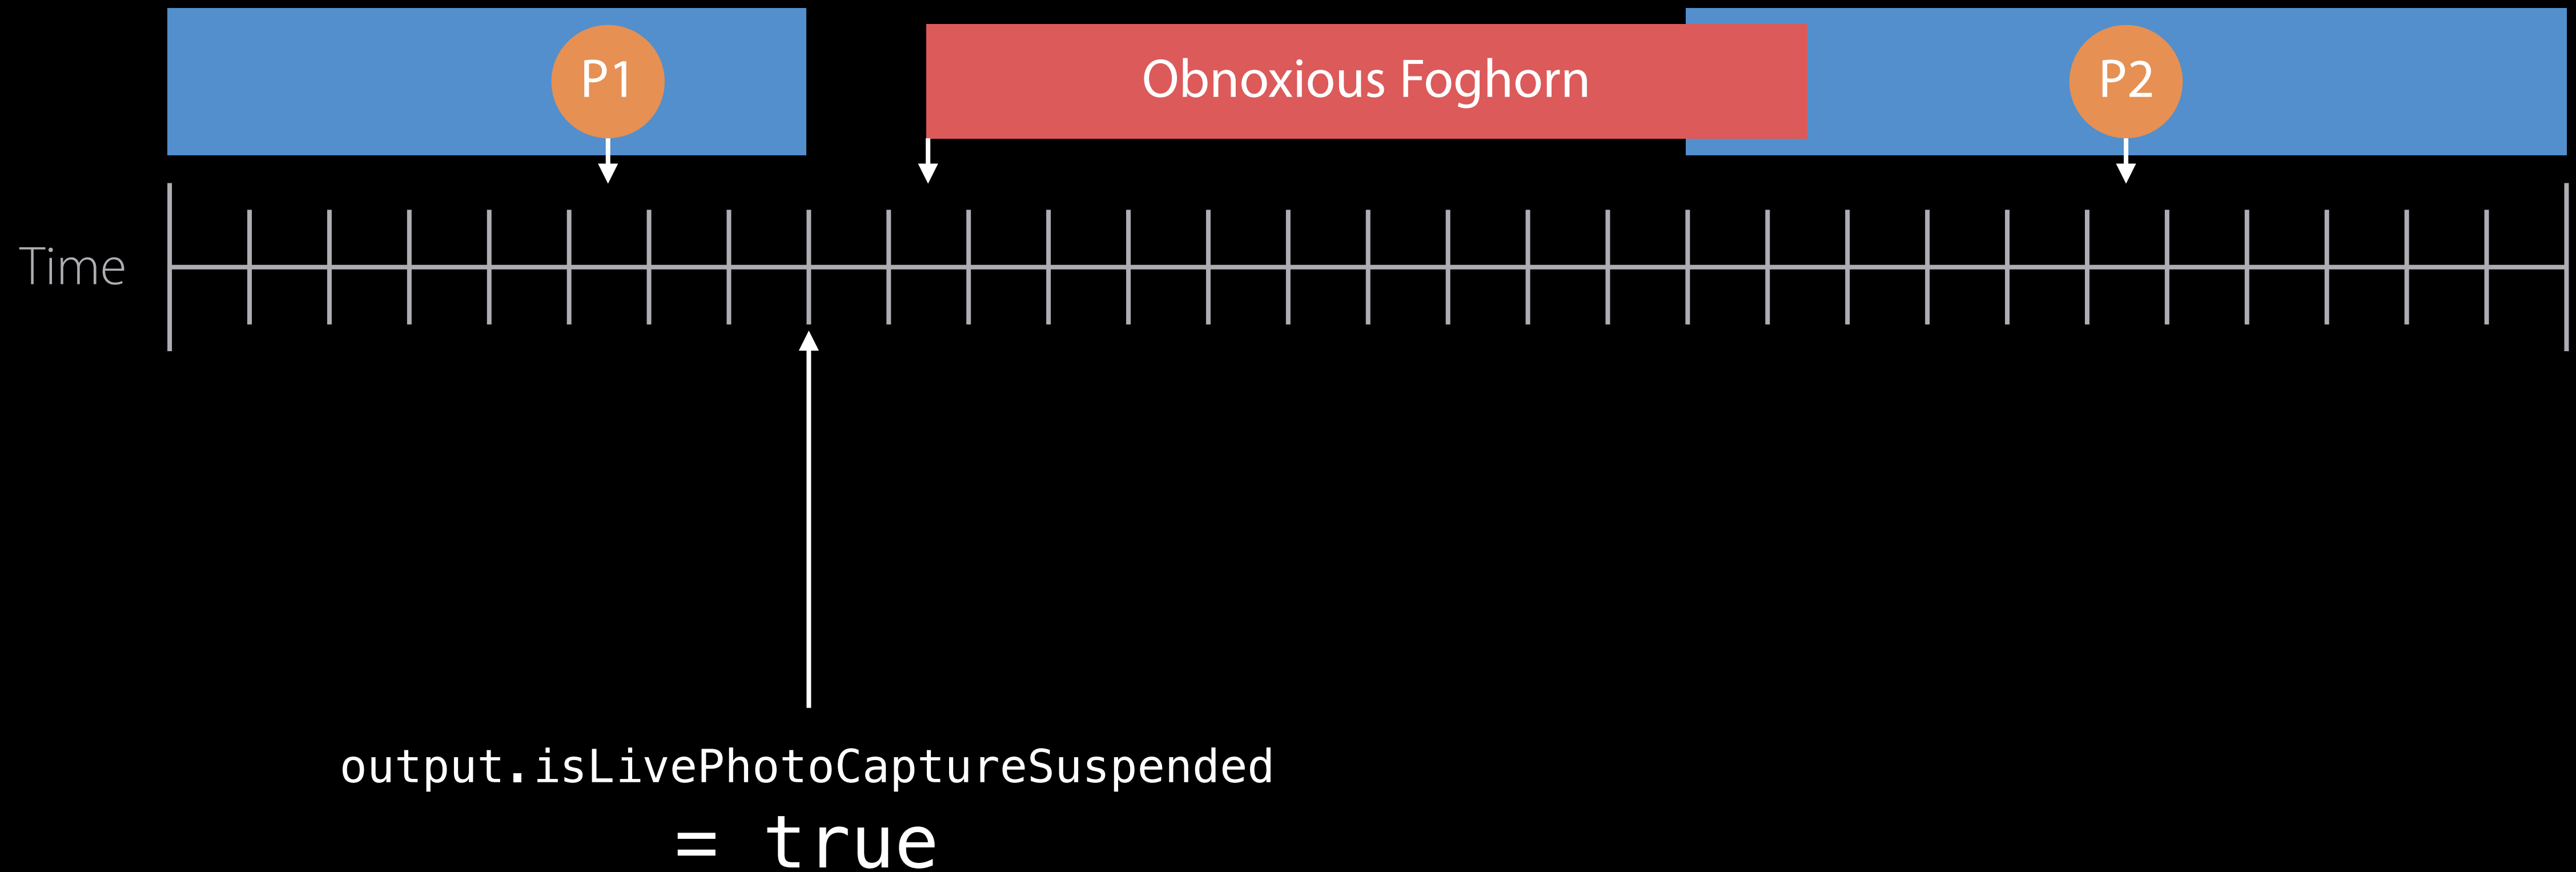 P1
Obnoxious Foghorn
P2
Time
output.isLivePhotoCaptureSuspended
= true